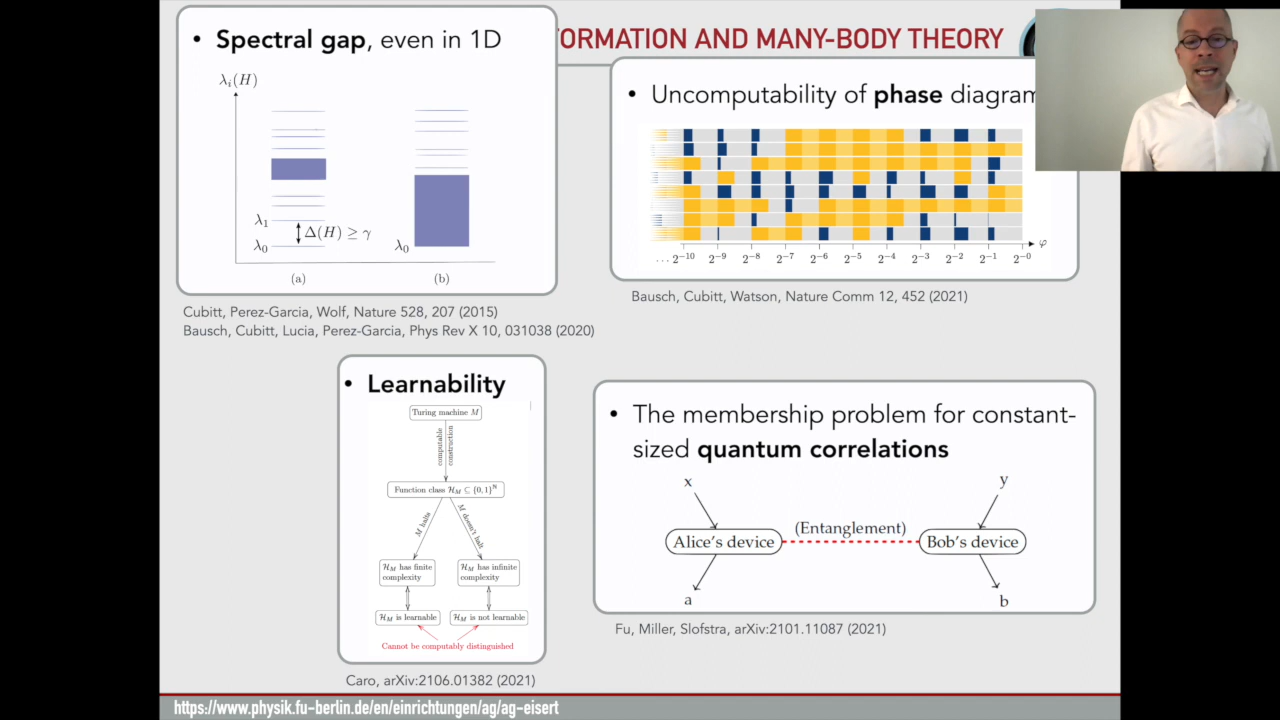 FORMATION AND MANY-BODY THEORY
• Spectral gap, even in 1D
λᵢ(H)
λ₁
Δ(H) ≥ γ
λ₀
λ₀
(a)
(b)
Cubitt, Perez-Garcia, Wolf, Nature 528, 207 (2015)
Bausch, Cubitt, Lucia, Perez-Garcia, Phys Rev X 10, 031038 (2020)
• Uncomputability of phase diagram
φ
...2⁻¹⁰ 2⁻⁹ 2⁻⁸ 2⁻⁷ 2⁻⁶ 2⁻⁵ 2⁻⁴ 2⁻³ 2⁻² 2⁻¹ 2⁻⁰
Bausch, Cubitt, Watson, Nature Comm 12, 452 (2021)
• Learnability
Turing machine M
computable
construction
Function class ℋ_M ⊆ {0,1}^ℕ
M halts
M doesn't halt
ℋ_M has finite
complexity
ℋ_M has infinite
complexity
ℋ_M is learnable
ℋ_M is not learnable
Cannot be computably distinguished
Caro, arXiv:2106.01382 (2021)
• The membership problem for constant-
sized quantum correlations
x
y
(Entanglement)
Alice's device
Bob's device
a
b
Fu, Miller, Slofstra, arXiv:2101.11087 (2021)
https://www.physik.fu-berlin.de/en/einrichtungen/ag/ag-eisert